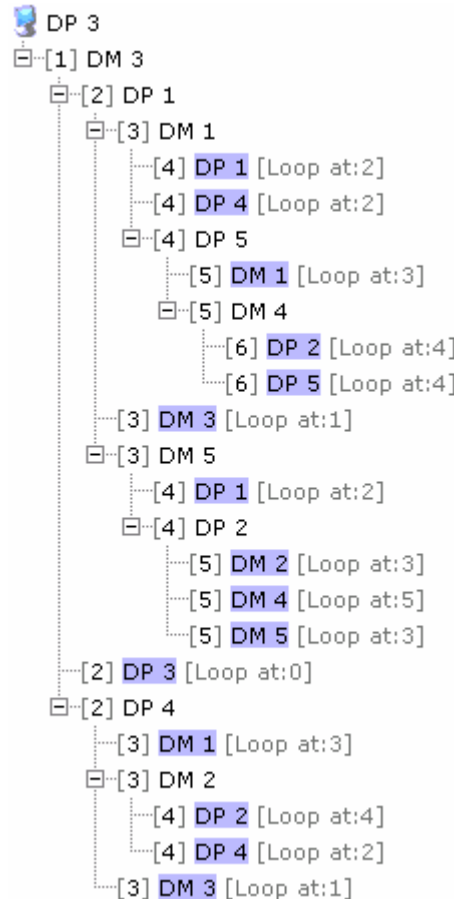 DP 3
[1] DM 3
[2] DP 1
[3] DM 1
[4] DP 1 [Loop at:2]
[4] DP 4 [Loop at:2]
[4] DP 5
[5] DM 1 [Loop at:3]
[5] DM 4
[6] DP 2 [Loop at:4]
[6] DP 5 [Loop at:4]
[3] DM 3 [Loop at:1]
[3] DM 5
[4] DP 1 [Loop at:2]
[4] DP 2
[5] DM 2 [Loop at:3]
[5] DM 4 [Loop at:5]
[5] DM 5 [Loop at:3]
[2] DP 3 [Loop at:0]
[2] DP 4
[3] DM 1 [Loop at:3]
[3] DM 2
[4] DP 2 [Loop at:4]
[4] DP 4 [Loop at:2]
[3] DM 3 [Loop at:1]